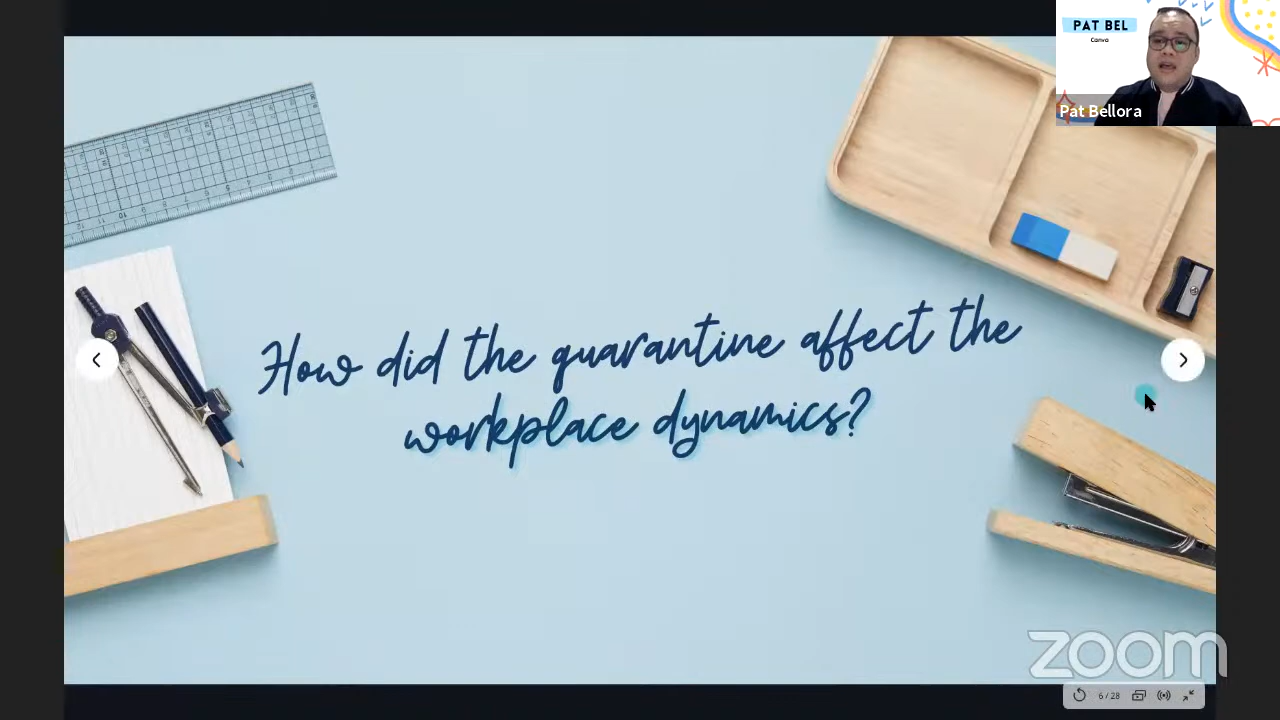 PAT BEL
Canva
Pat Bellora
How did the quarantine affect the
workplace dynamics?
zoom
6 / 28